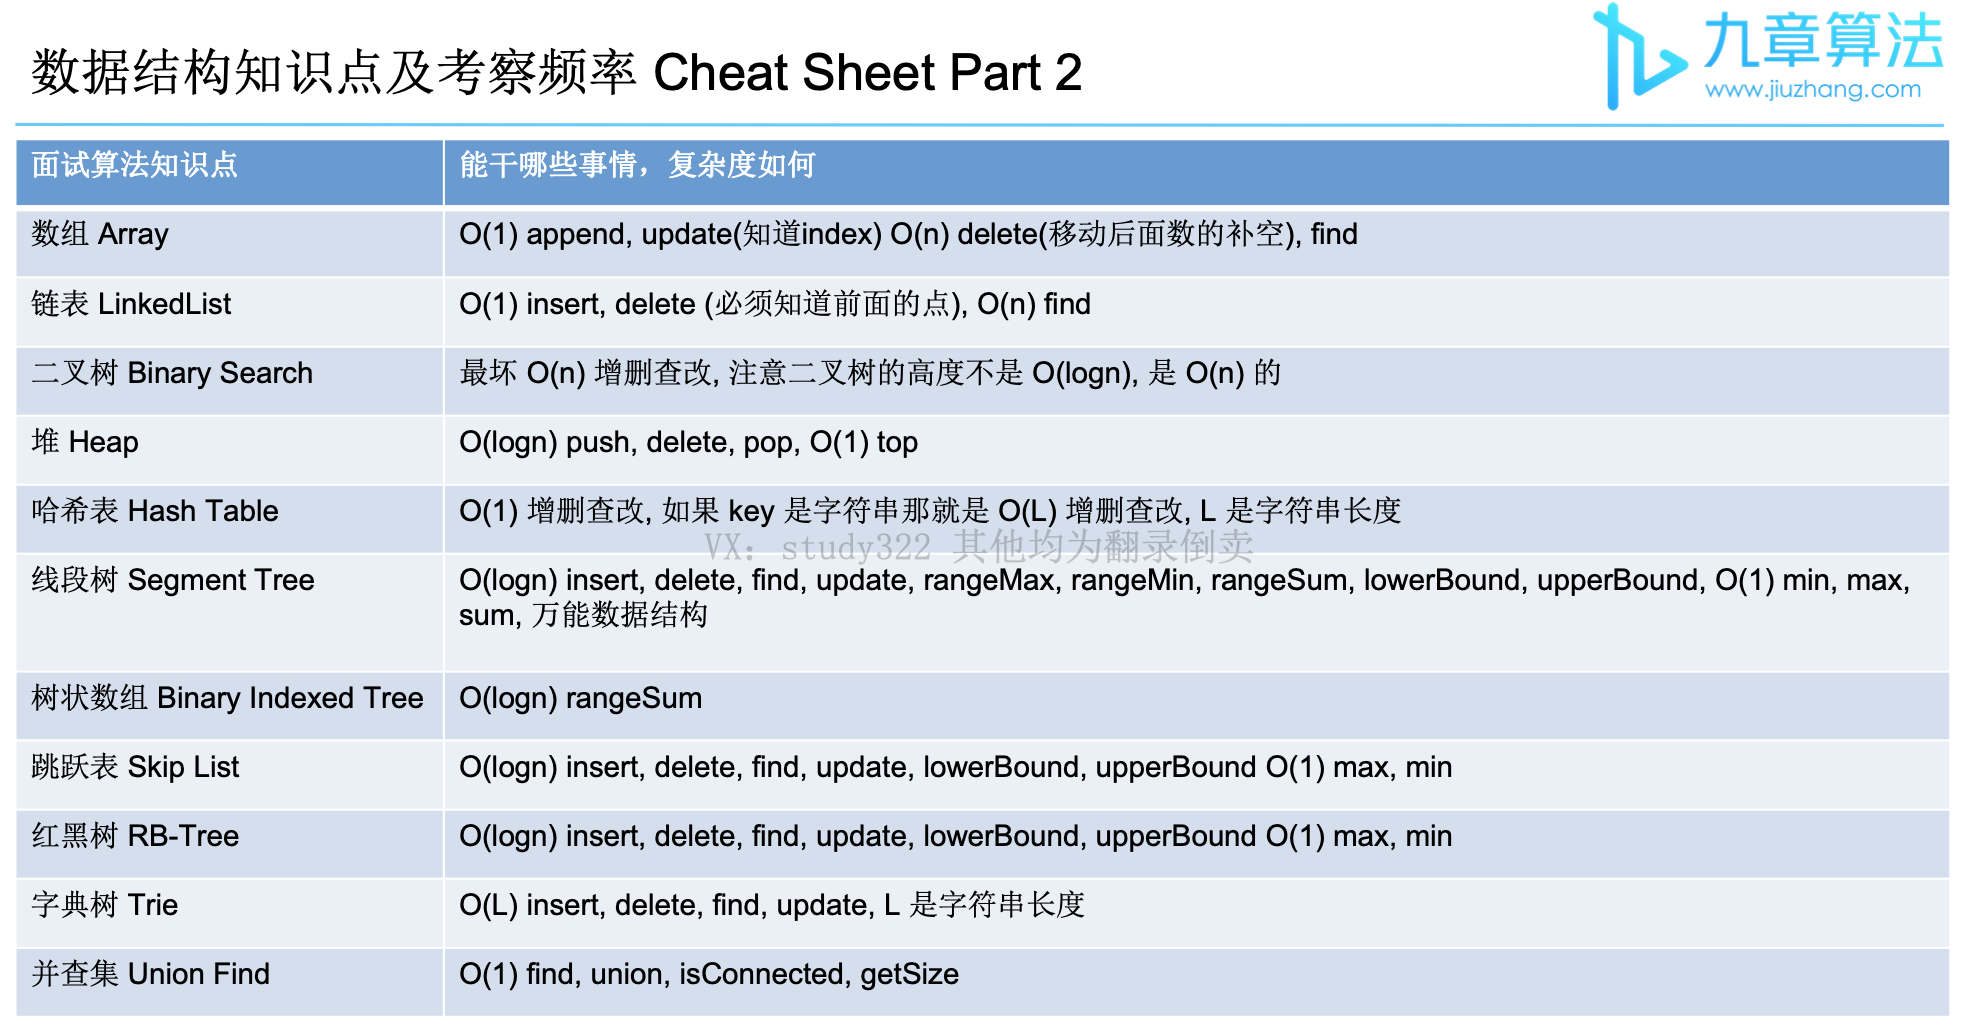 数据结构知识点及考察频率 Cheat Sheet Part 2
九章算法
www.jiuzhang.com
面试算法知识点 能干哪些事情，复杂度如何
数组 Array O(1) append, update(知道index) O(n) delete(移动后面数的补空), find
链表 LinkedList O(1) insert, delete (必须知道前面的点), O(n) find
二叉树 Binary Search 最坏 O(n) 增删查改, 注意二叉树的高度不是 O(logn), 是 O(n) 的
堆 Heap O(logn) push, delete, pop, O(1) top
哈希表 Hash Table O(1) 增删查改, 如果 key 是字符串那就是 O(L) 增删查改, L 是字符串长度
VX：study322 其他均为翻录倒卖
线段树 Segment Tree O(logn) insert, delete, find, update, rangeMax, rangeMin, rangeSum, lowerBound, upperBound, O(1) min, max,
sum, 万能数据结构
树状数组 Binary Indexed Tree O(logn) rangeSum
跳跃表 Skip List O(logn) insert, delete, find, update, lowerBound, upperBound O(1) max, min
红黑树 RB-Tree O(logn) insert, delete, find, update, lowerBound, upperBound O(1) max, min
字典树 Trie O(L) insert, delete, find, update, L 是字符串长度
并查集 Union Find O(1) find, union, isConnected, getSize